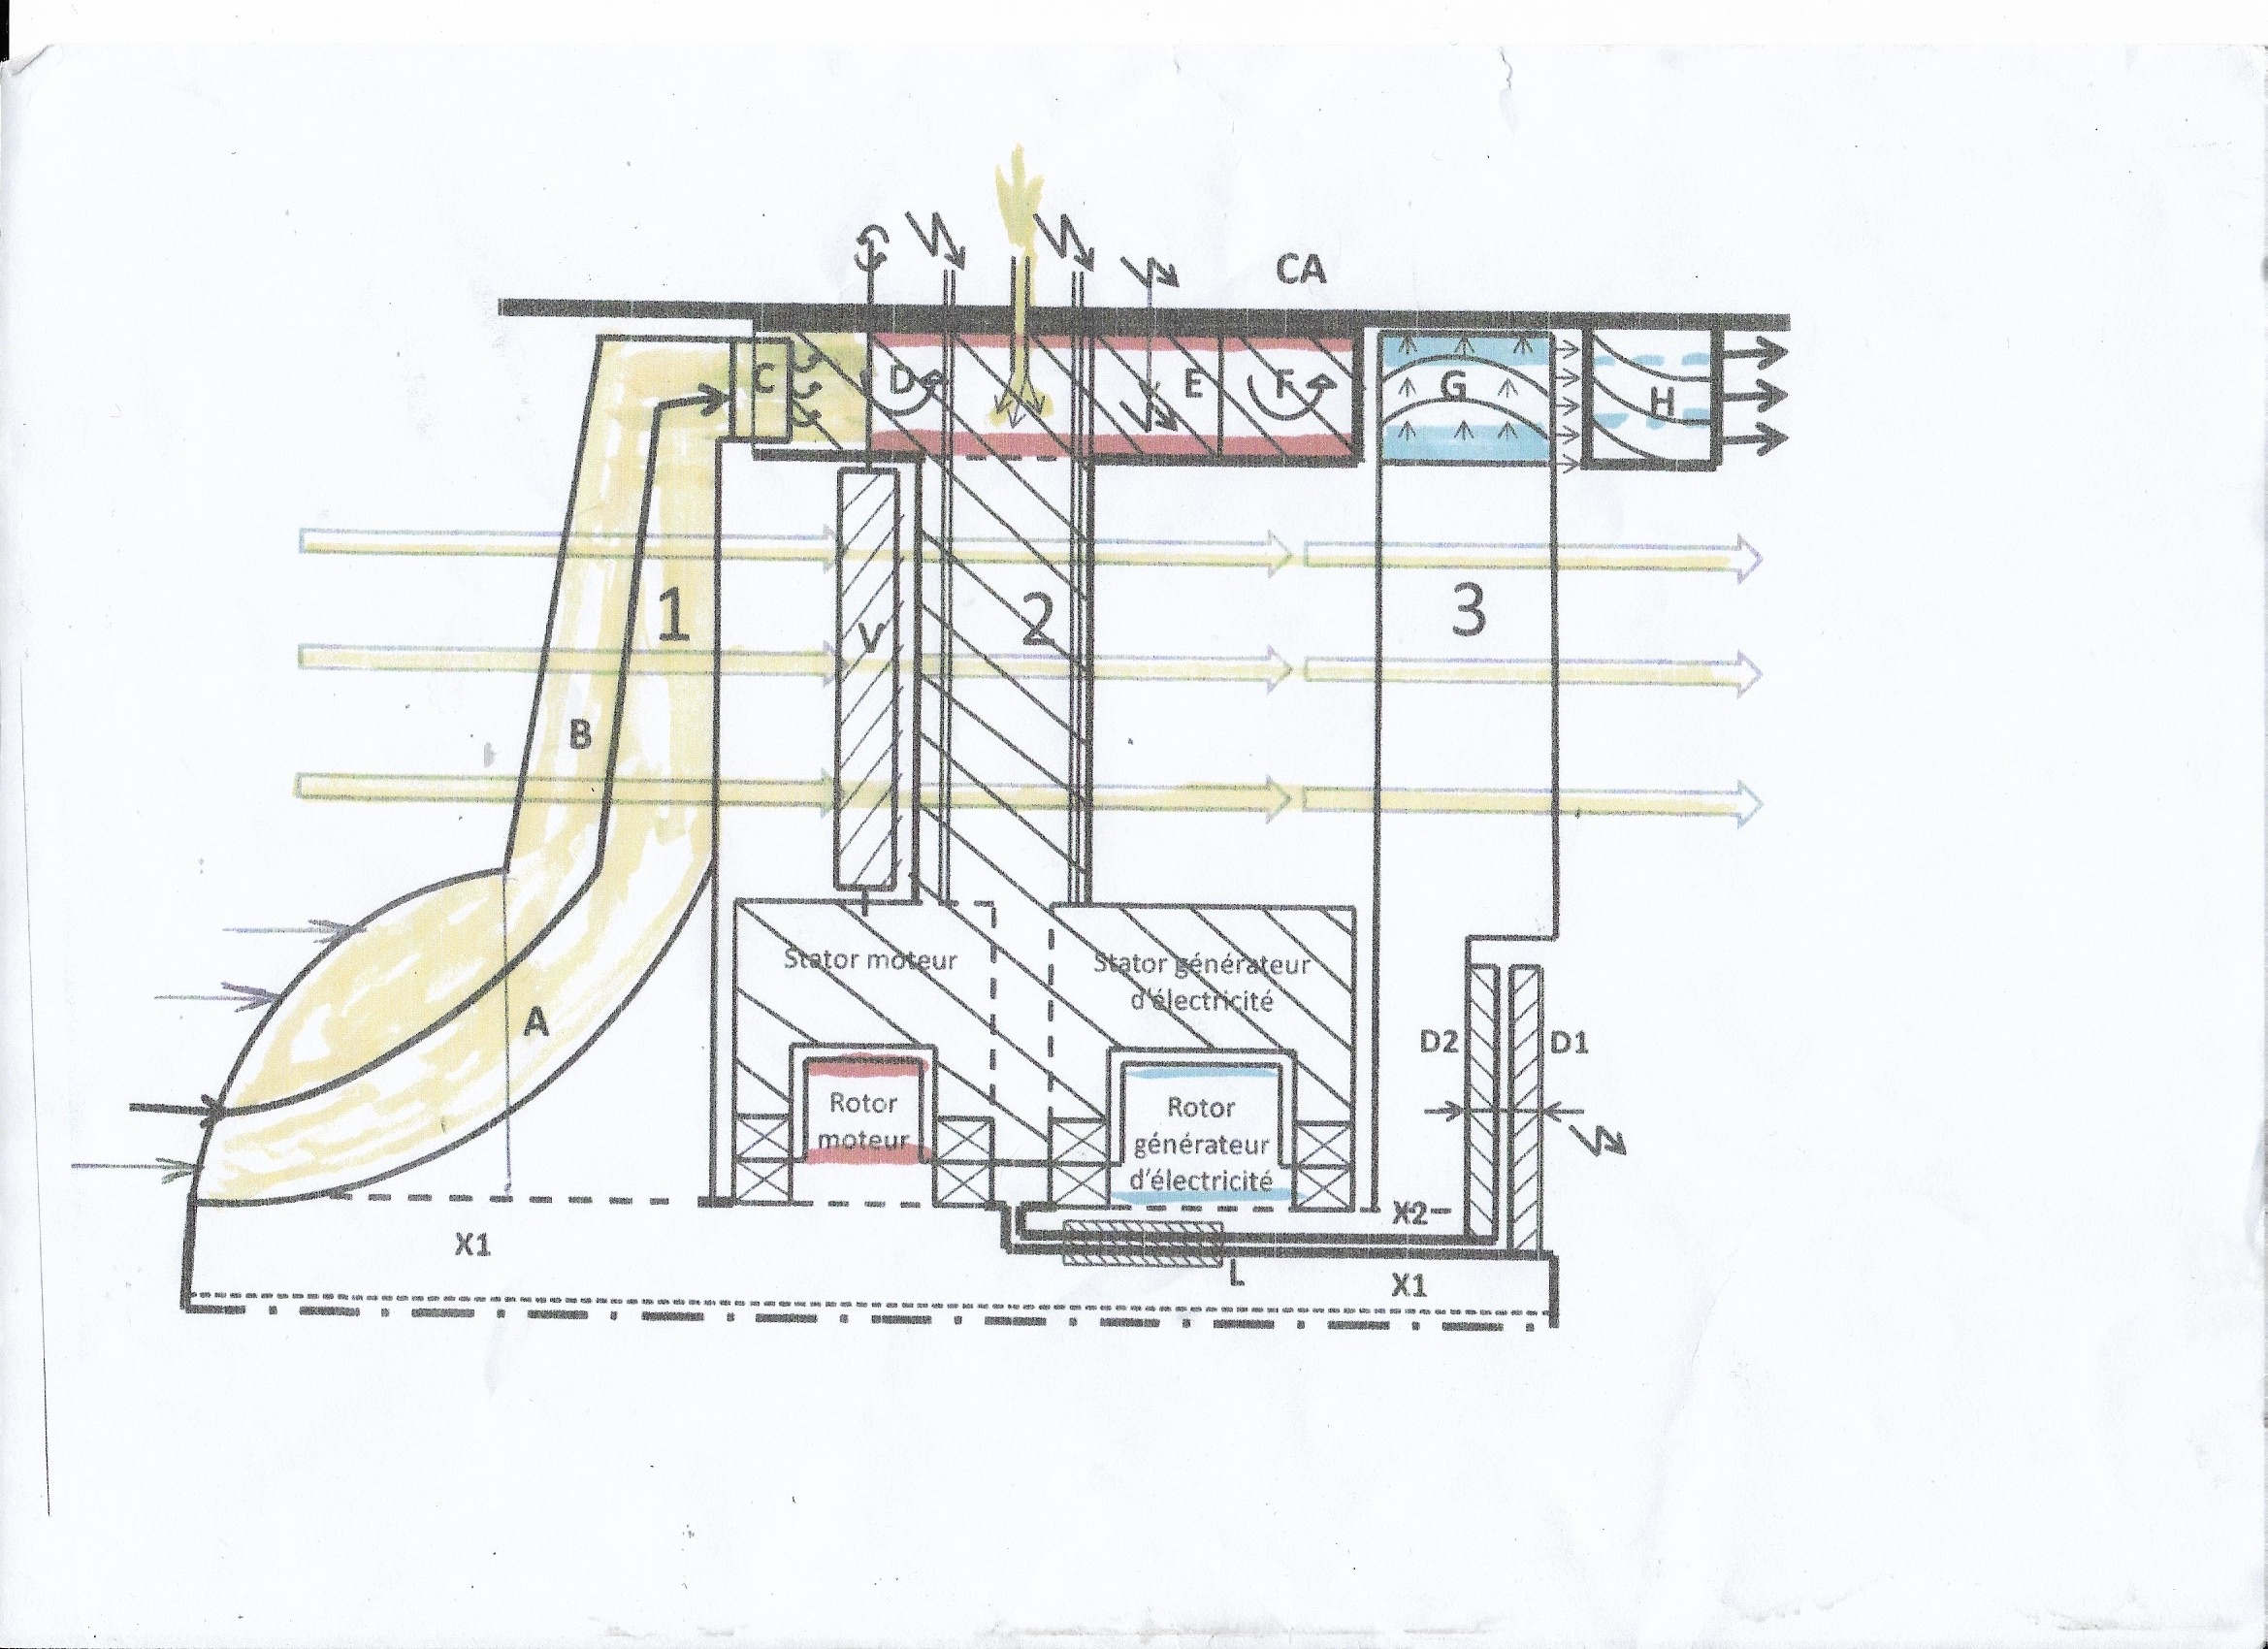 CA
C
D
E
F
G
H
1
2
3
V
B
A
Stator moteur
Stator générateur
d'électricité
D2
D1
Rotor
moteur
Rotor
générateur
d'électricité
X2
X1
L
X1